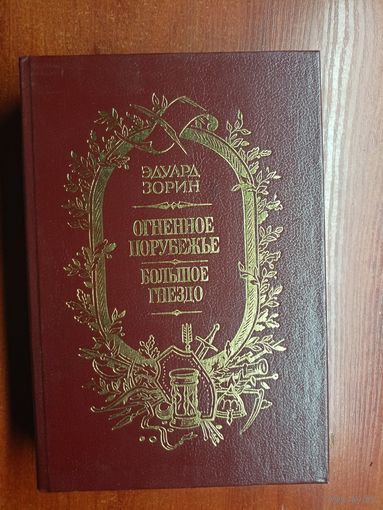 ЭДУАРД
ЗОРИН
ОГНЕННОЕ
ПОРУБЕЖЬЕ
БОЛЬШОЕ
ГНЕЗДО